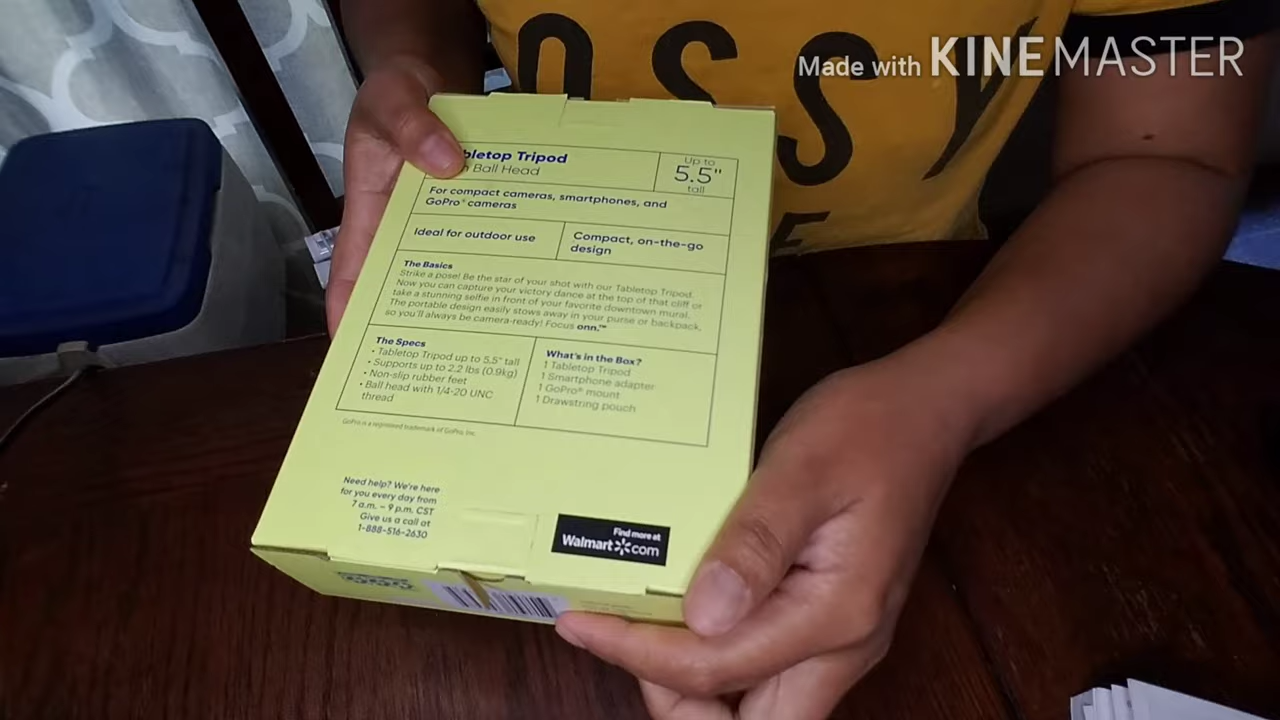 Made with KINEMASTER
OSSY
E
bletop Tripod
Ball Head
Up to
5.5"
tall
For compact cameras, smartphones, and
GoPro® cameras
Ideal for outdoor use
Compact, on-the-go
design
The Basics
Strike a pose! Be the star of your shot with our Tabletop Tripod.
Now you can capture your victory dance at the top of that cliff or
take a stunning selfie in front of your favorite downtown mural.
The portable design easily stows away in your purse or backpack,
so you'll always be camera-ready! Focus onn.™
The Specs
• Tabletop Tripod up to 5.5" tall
• Supports up to 2.2 lbs (0.9kg)
• Non-slip rubber feet
• Ball head with 1/4-20 UNC
thread
What's in the Box?
1 Tabletop Tripod
1 Smartphone adapter
1 GoPro® mount
1 Drawstring pouch
GoPro is a registered trademark of GoPro, Inc.
Need help? We're here
for you every day from
7 a.m. – 9 p.m. CST
Give us a call at
1-888-516-2630
Find more at
Walmart.com